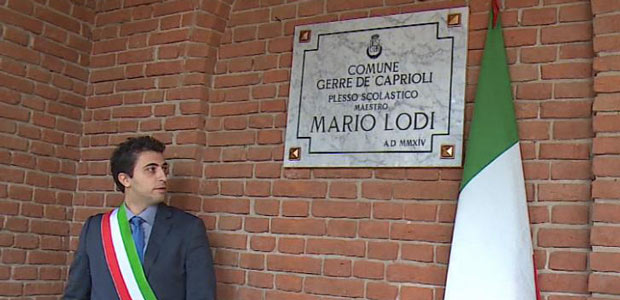 COMUNE
GERRE DE' CAPRIOLI
PLESSO SCOLASTICO
MAESTRO
MARIO LODI
A.D MMXIV